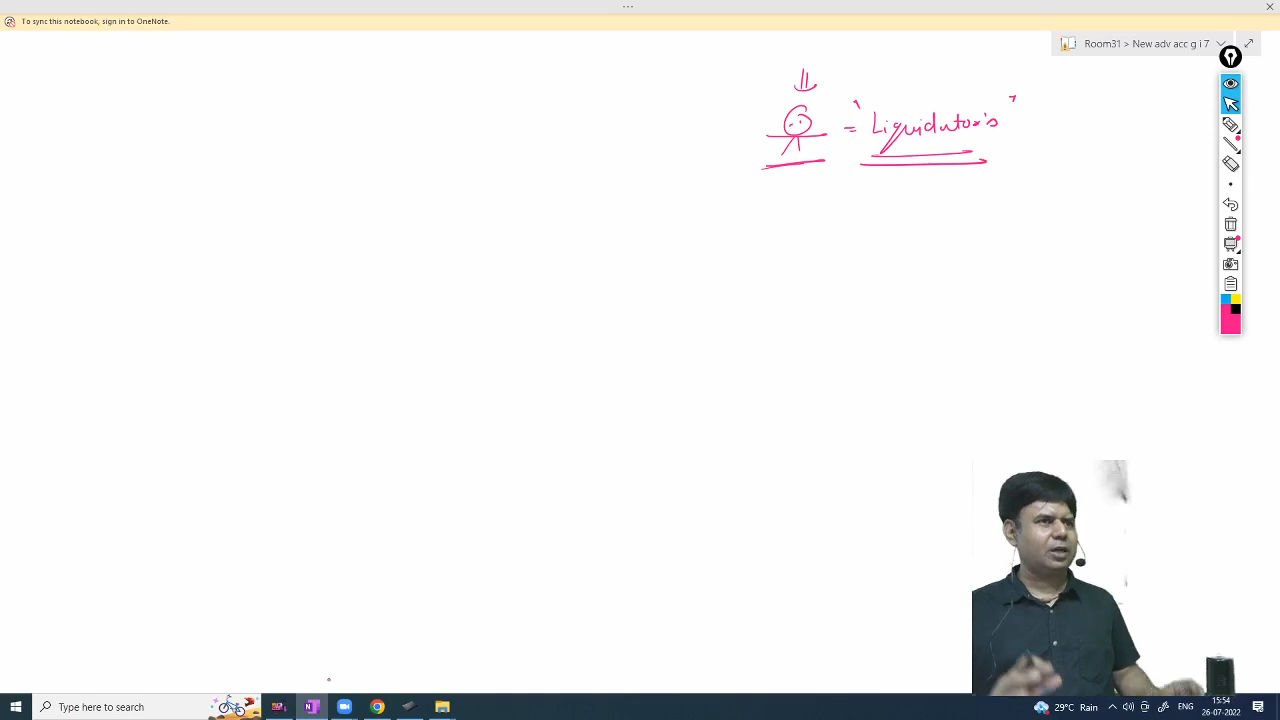 To sync this notebook, sign in to OneNote.
Room31 > New adv acc g i 7
= "Liquidator's"
Type here to search
29°C Rain
ENG
15:54
26-07-2022